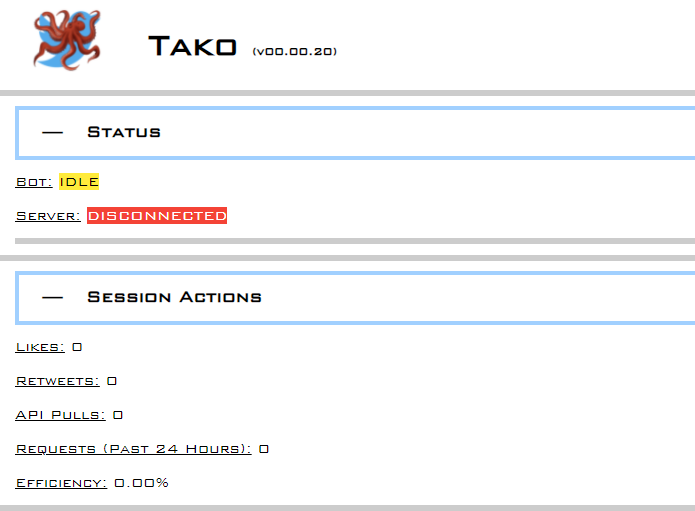 Tako (v00.00.20)
— Status
Bot: IDLE
Server: DISCONNECTED
— Session Actions
Likes: 0
Retweets: 0
API Pulls: 0
Requests (Past 24 Hours): 0
Efficiency: 0.00%